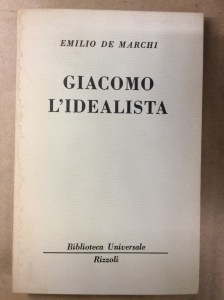 EMILIO DE MARCHI
GIACOMO
L'IDEALISTA
Biblioteca Universale
Rizzoli